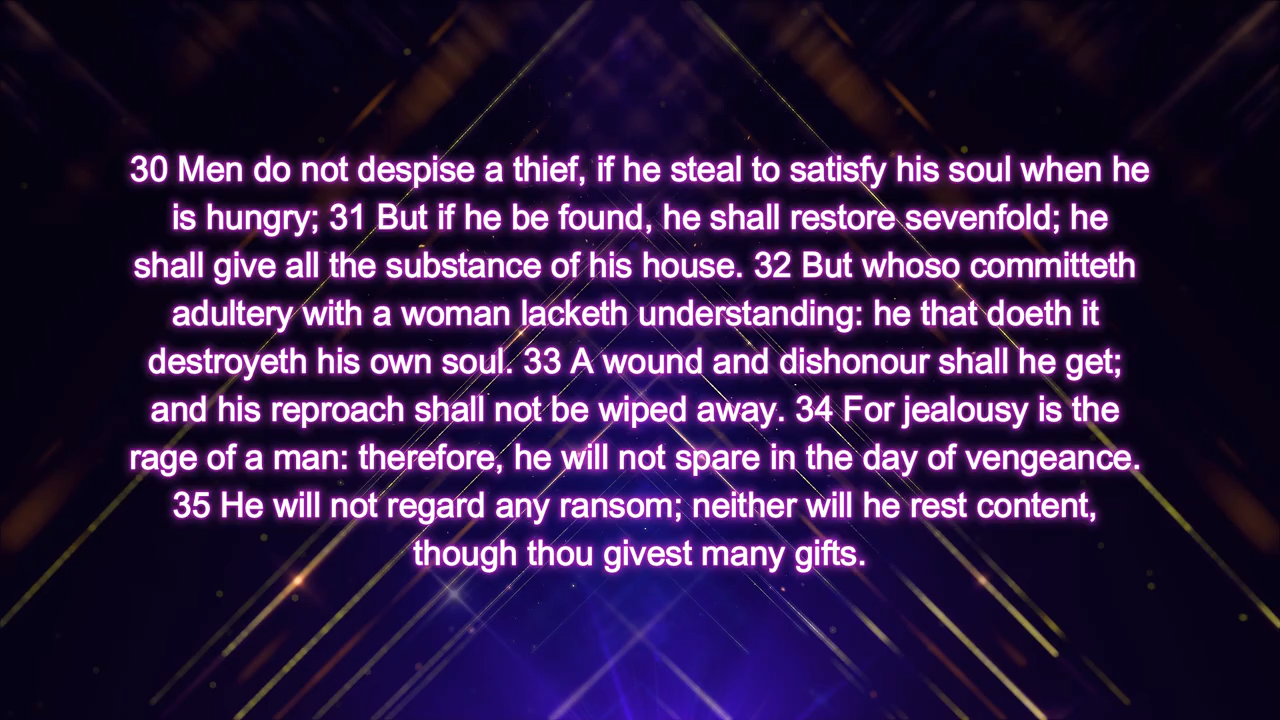 30 Men do not despise a thief, if he steal to satisfy his soul when he
is hungry; 31 But if he be found, he shall restore sevenfold; he
shall give all the substance of his house. 32 But whoso committeth
adultery with a woman lacketh understanding: he that doeth it
destroyeth his own soul. 33 A wound and dishonour shall he get;
and his reproach shall not be wiped away. 34 For jealousy is the
rage of a man: therefore, he will not spare in the day of vengeance.
35 He will not regard any ransom; neither will he rest content,
though thou givest many gifts.